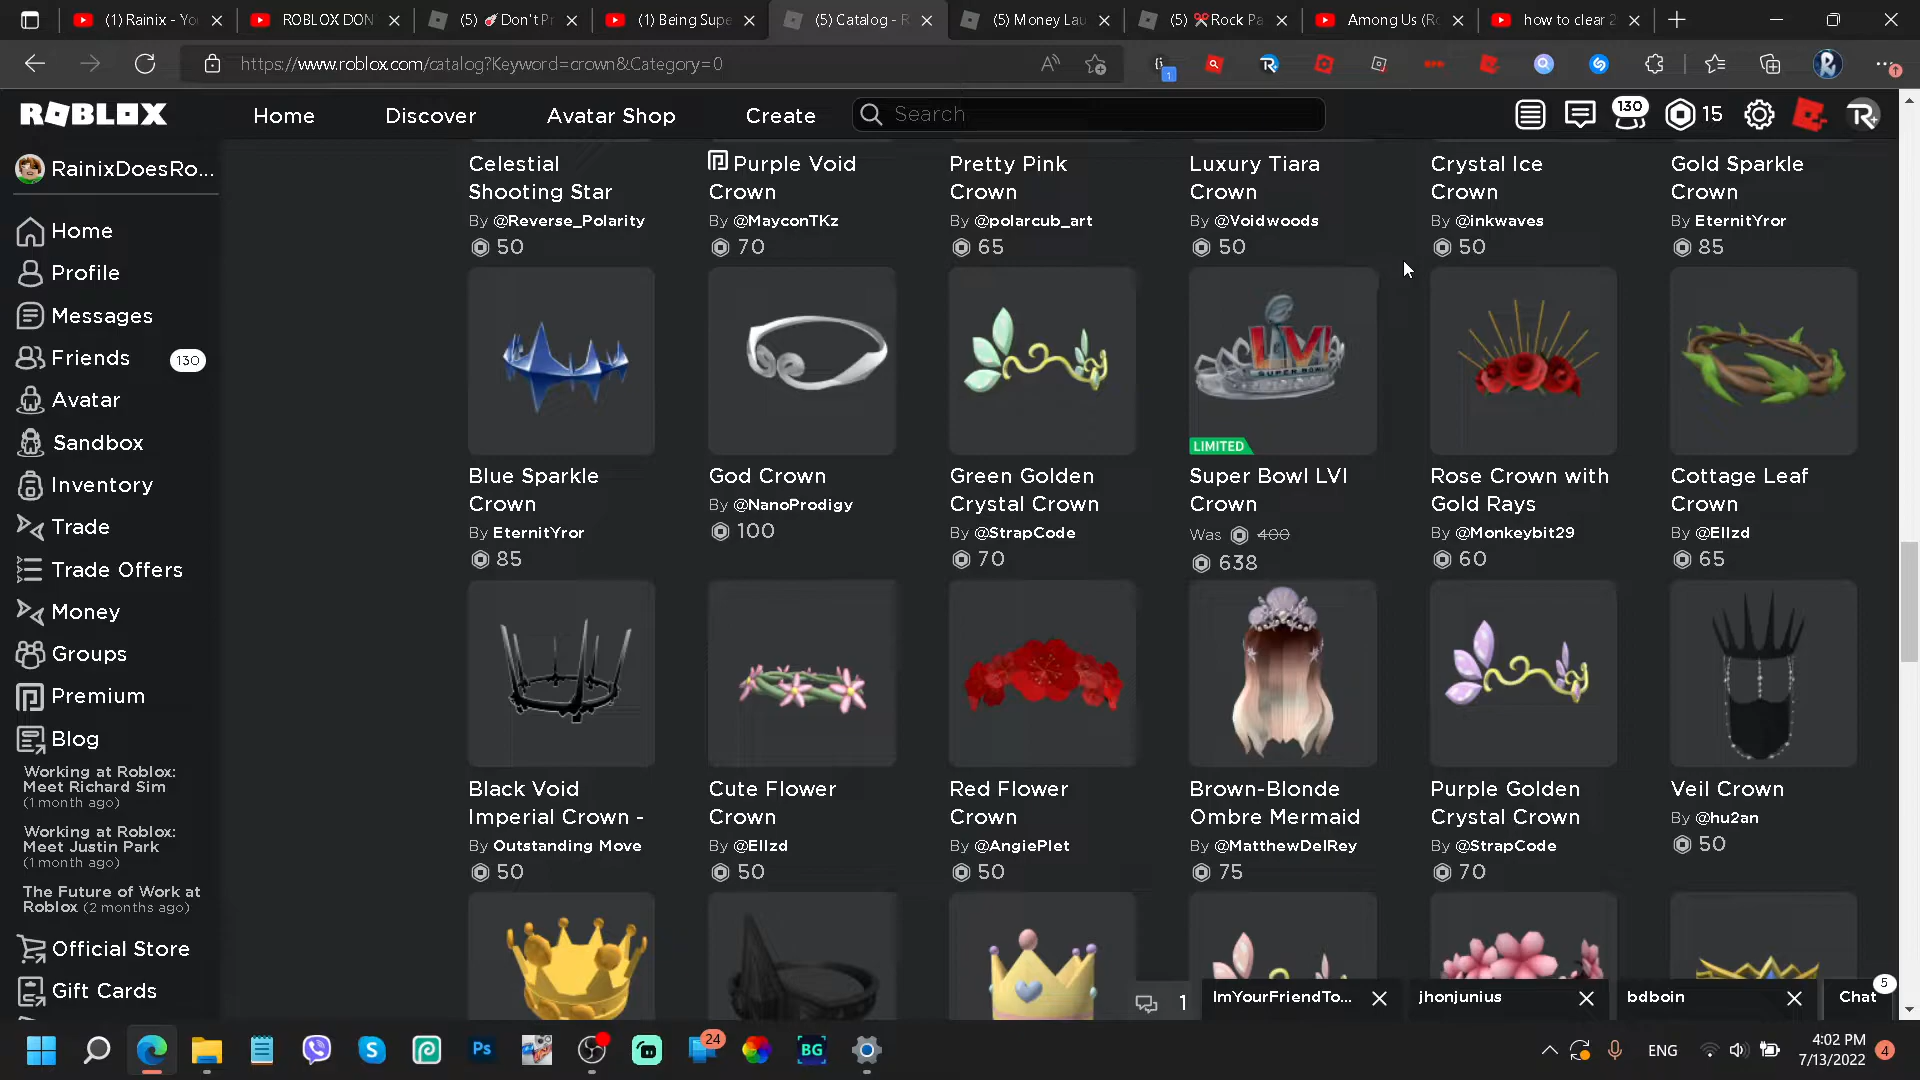 (1) Rainix - Yo
ROBLOX DON
(5) Don't Pr
(1) Being Supe
(5) Catalog - R
(5) Money Lau
(5) Rock Pa
Among Us (Ro
how to clear 2
https://www.roblox.com/catalog?Keyword=crown&Category=0
1
ROBLOX
Home
Discover
Avatar Shop
Create
Search
130
15
RainixDoesRo...
Home
Profile
Messages
Friends
130
Avatar
Sandbox
Inventory
Trade
Trade Offers
Money
Groups
Premium
Blog
Working at Roblox:
Meet Richard Sim
(1 month ago)
Working at Roblox:
Meet Justin Park
(1 month ago)
The Future of Work at
Roblox (2 months ago)
Official Store
Gift Cards
Celestial
Shooting Star
By @Reverse_Polarity
50
Purple Void
Crown
By @MayconTKz
70
Pretty Pink
Crown
By @polarcub_art
65
Luxury Tiara
Crown
By @Voidwoods
50
Crystal Ice
Crown
By @inkwaves
50
Gold Sparkle
Crown
By EternitYror
85
Blue Sparkle
Crown
By EternitYror
85
God Crown
By @NanoProdigy
100
Green Golden
Crystal Crown
By @StrapCode
70
LVI
SUPER BOWL
LIMITED
Super Bowl LVI
Crown
Was 400
638
Rose Crown with
Gold Rays
By @Monkeybit29
60
Cottage Leaf
Crown
By @Ellzd
65
Black Void
Imperial Crown -
By Outstanding Move
50
Cute Flower
Crown
By @Ellzd
50
Red Flower
Crown
By @AngiePlet
50
Brown-Blonde
Ombre Mermaid
By @MatthewDelRey
75
Purple Golden
Crystal Crown
By @StrapCode
70
Veil Crown
By @hu2an
50
1
ImYourFriendTo...
jhonjunius
bdboin
Chat
5
Ps
24
BG
ENG
4:02 PM
7/13/2022
4